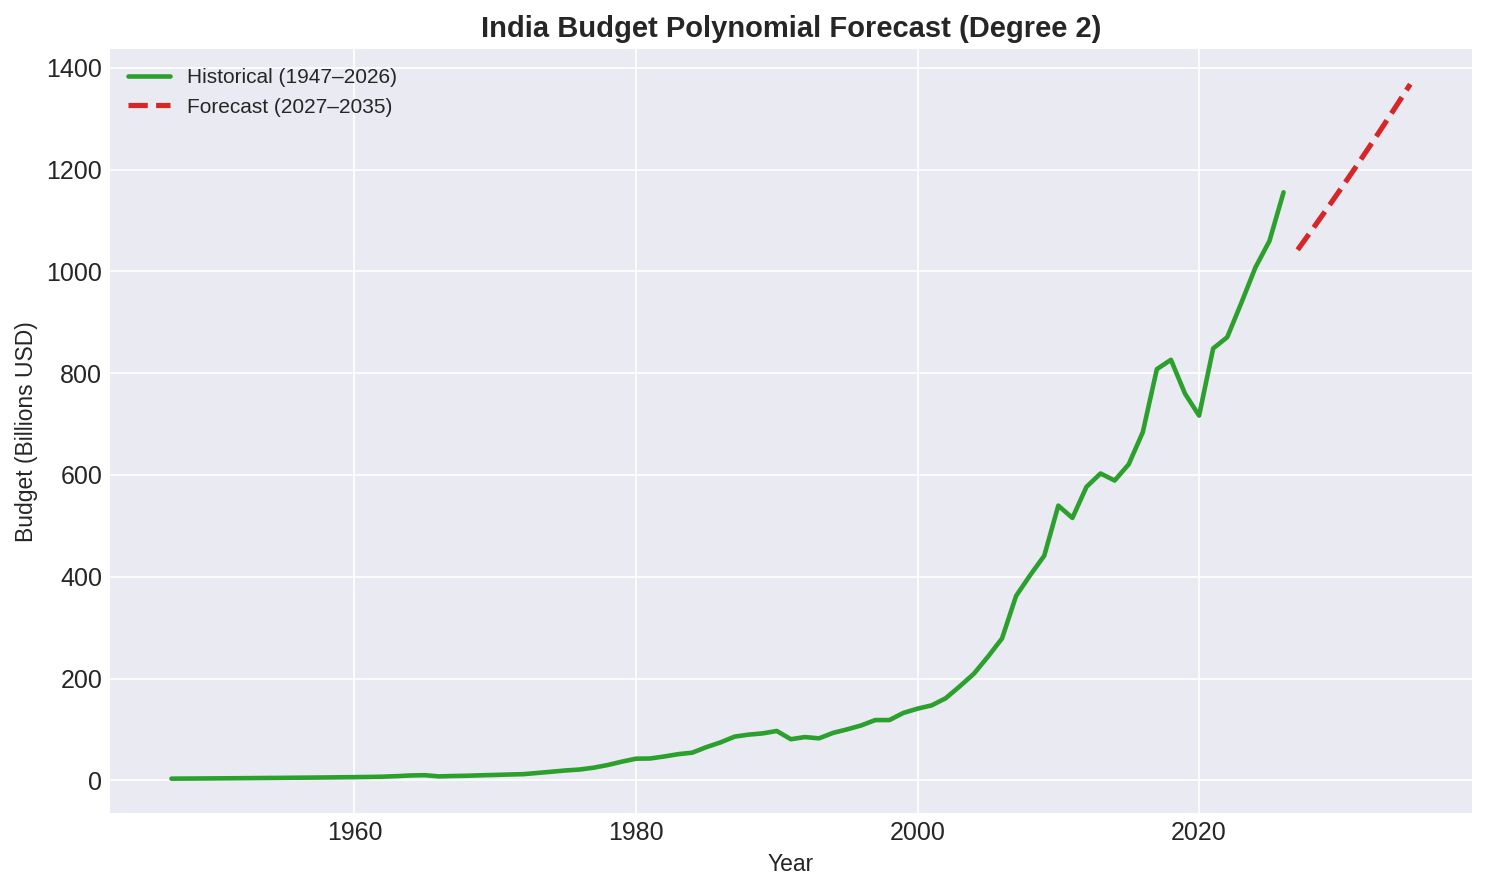 India Budget Polynomial Forecast (Degree 2)
Historical (1947–2026)
Forecast (2027–2035)
1400
1200
1000
800
600
400
200
0
Budget (Billions USD)
1960
1980
2000
2020
Year